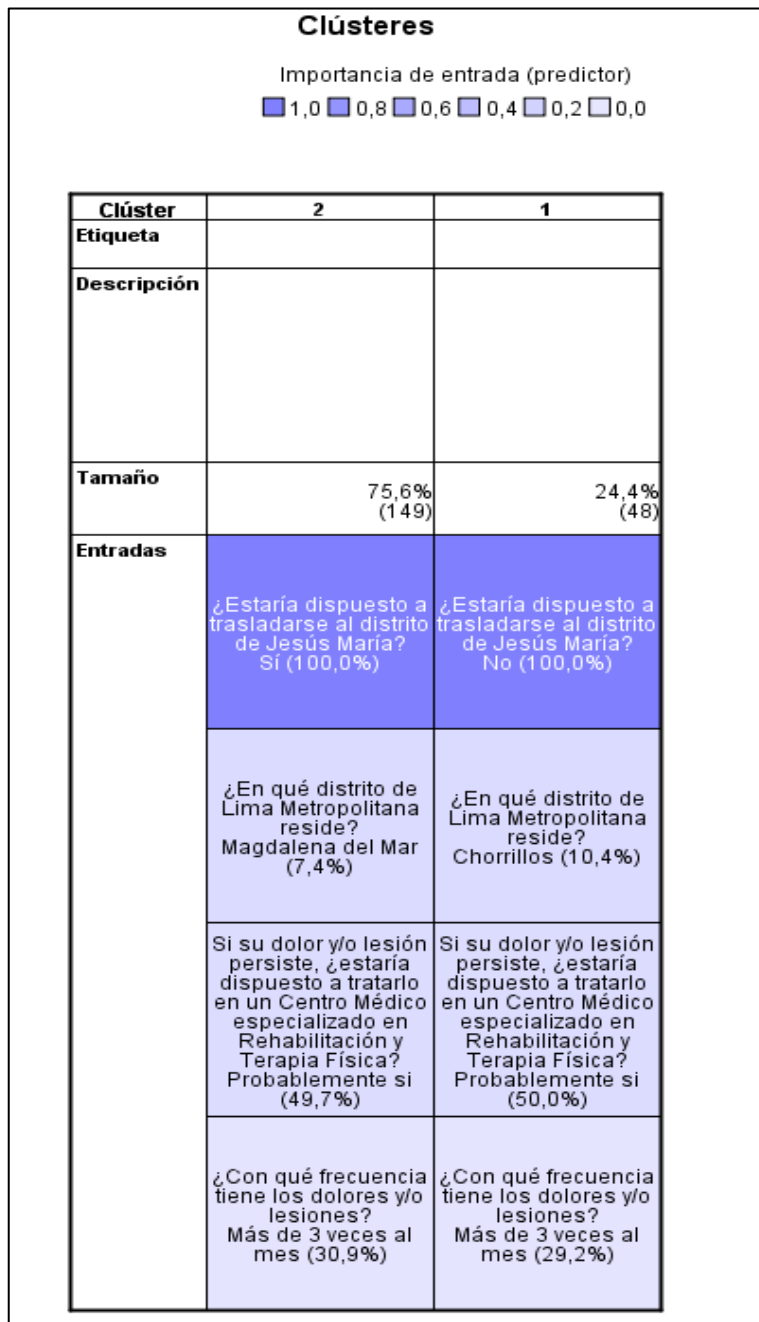 Clústeres
Importancia de entrada (predictor)
1,0 0,8 0,6 0,4 0,2 0,0
Clúster 2 1
Etiqueta
Descripción
Tamaño
75,6%
(149)
24,4%
(48)
Entradas
¿Estaría dispuesto a
trasladarse al distrito
de Jesús María?
Sí (100,0%)
¿Estaría dispuesto a
trasladarse al distrito
de Jesús María?
No (100,0%)
¿En qué distrito de
Lima Metropolitana
reside?
Magdalena del Mar
(7,4%)
¿En qué distrito de
Lima Metropolitana
reside?
Chorrillos (10,4%)
Si su dolor y/o lesión
persiste, ¿estaría
dispuesto a tratarlo
en un Centro Médico
especializado en
Rehabilitación y
Terapia Física?
Probablemente si
(49,7%)
Si su dolor y/o lesión
persiste, ¿estaría
dispuesto a tratarlo
en un Centro Médico
especializado en
Rehabilitación y
Terapia Física?
Probablemente si
(50,0%)
¿Con qué frecuencia
tiene los dolores y/o
lesiones?
Más de 3 veces al
mes (30,9%)
¿Con qué frecuencia
tiene los dolores y/o
lesiones?
Más de 3 veces al
mes (29,2%)